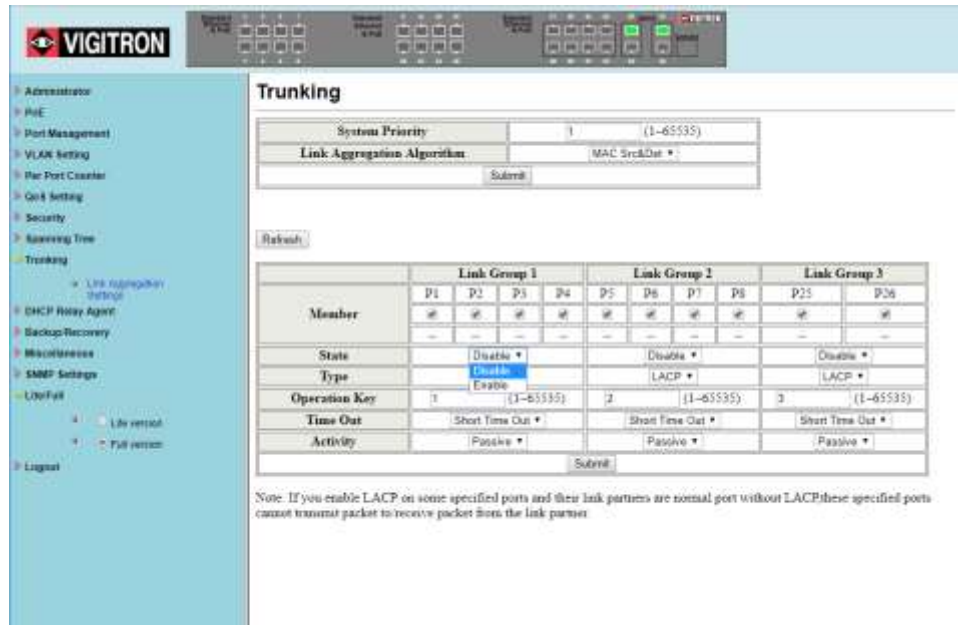 VIGITRON
Administrator
PoE
Port Management
VLAN Setting
Per Port Counter
QoS Setting
Security
Spanning Tree
Trunking
Link Aggregation
Settings
DHCP Relay Agent
Backup/Recovery
Miscellaneous
SNMP Settings
Lite/Full
Lite version
Full version
Logout
Trunking
System Priority 1 (1~65535)
Link Aggregation Algorithm MAC Src&Dst
Submit
Refresh
Link Group 1 Link Group 2 Link Group 3
Member P1 P2 P3 P4 P5 P6 P7 P8 P25 P26
-- -- -- -- -- -- -- -- -- --
State Disable Disable Disable
Disable
Enable
Type LACP LACP
Operation Key 1 (1~65535) 2 (1~65535) 3 (1~65535)
Time Out Short Time Out Short Time Out Short Time Out
Activity Passive Passive Passive
Submit
Note: If you enable LACP on some specified ports and their link partners are normal port without LACP,these specified ports
cannot transmit packet to/receive packet from the link partner